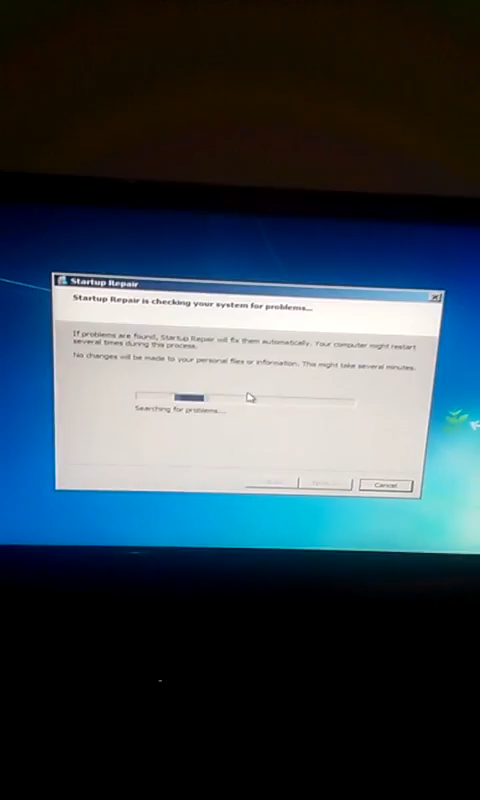 Startup Repair
Startup Repair is checking your system for problems...
If problems are found, Startup Repair will fix them automatically. Your computer might restart
several times during this process.
No changes will be made to your personal files or information. This might take several minutes.
Searching for problems....
Cancel